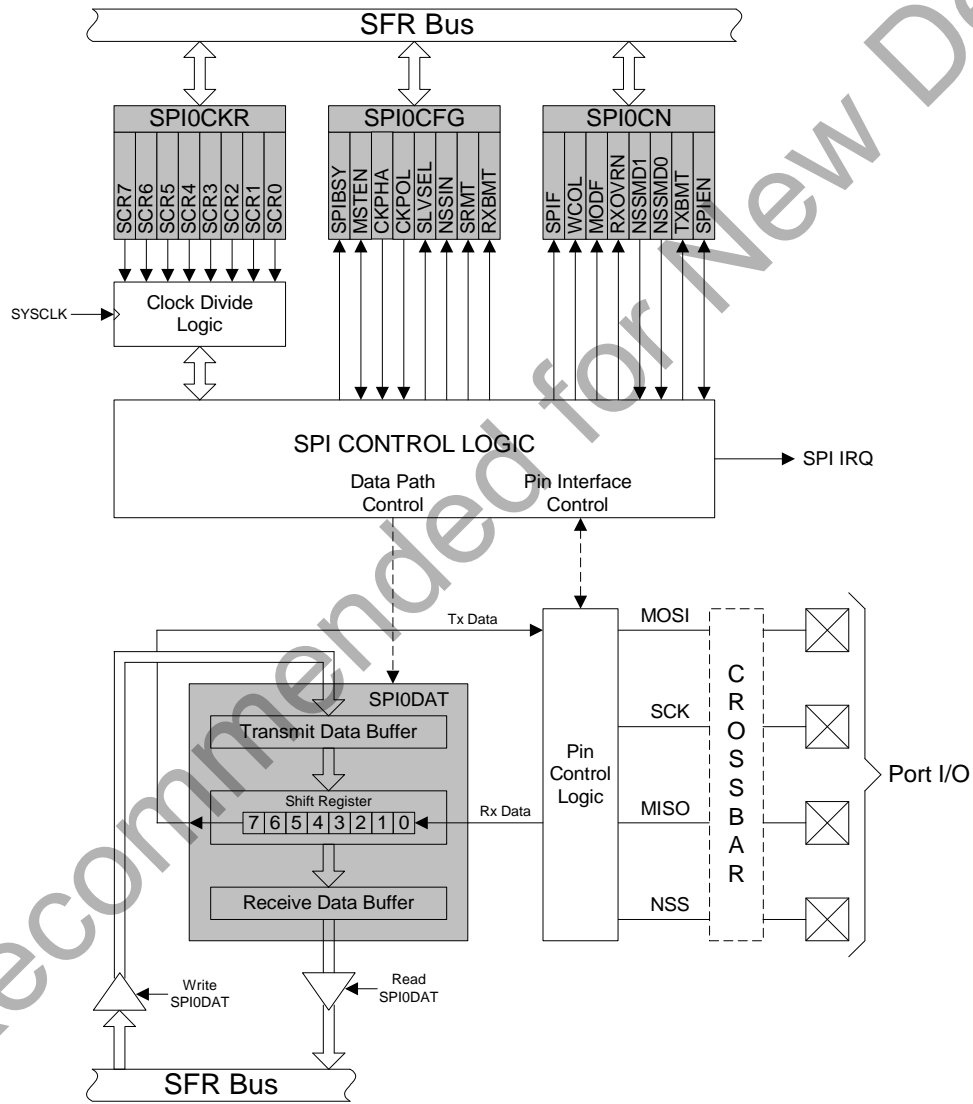 SFR Bus
SPI0CKR
SCR7
SCR6
SCR5
SCR4
SCR3
SCR2
SCR1
SCR0
SPI0CFG
SPIBSY
MSTEN
CKPHA
CKPOL
SLVSEL
NSSIN
SRMT
RXBMT
SPI0CN
SPIF
WCOL
MODF
RXOVRN
NSSMD1
NSSMD0
TXBMT
SPIEN
SYSCLK
Clock Divide
Logic
SPI CONTROL LOGIC
Data Path
Control
Pin Interface
Control
SPI IRQ
Tx Data
SPI0DAT
Transmit Data Buffer
Shift Register
7 6 5 4 3 2 1 0
Rx Data
Receive Data Buffer
Pin
Control
Logic
MOSI
SCK
MISO
NSS
CROSSBAR
Port I/O
Write
SPI0DAT
Read
SPI0DAT
SFR Bus
Recommended for New De